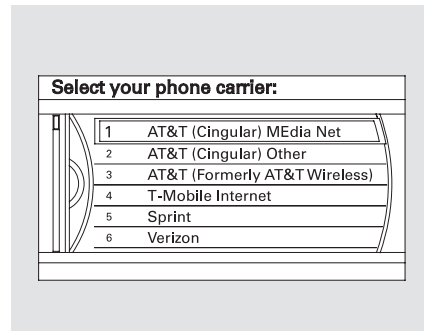 Select your phone carrier:
1 AT&T (Cingular) MEdia Net
2 AT&T (Cingular) Other
3 AT&T (Formerly AT&T Wireless)
4 T-Mobile Internet
5 Sprint
6 Verizon